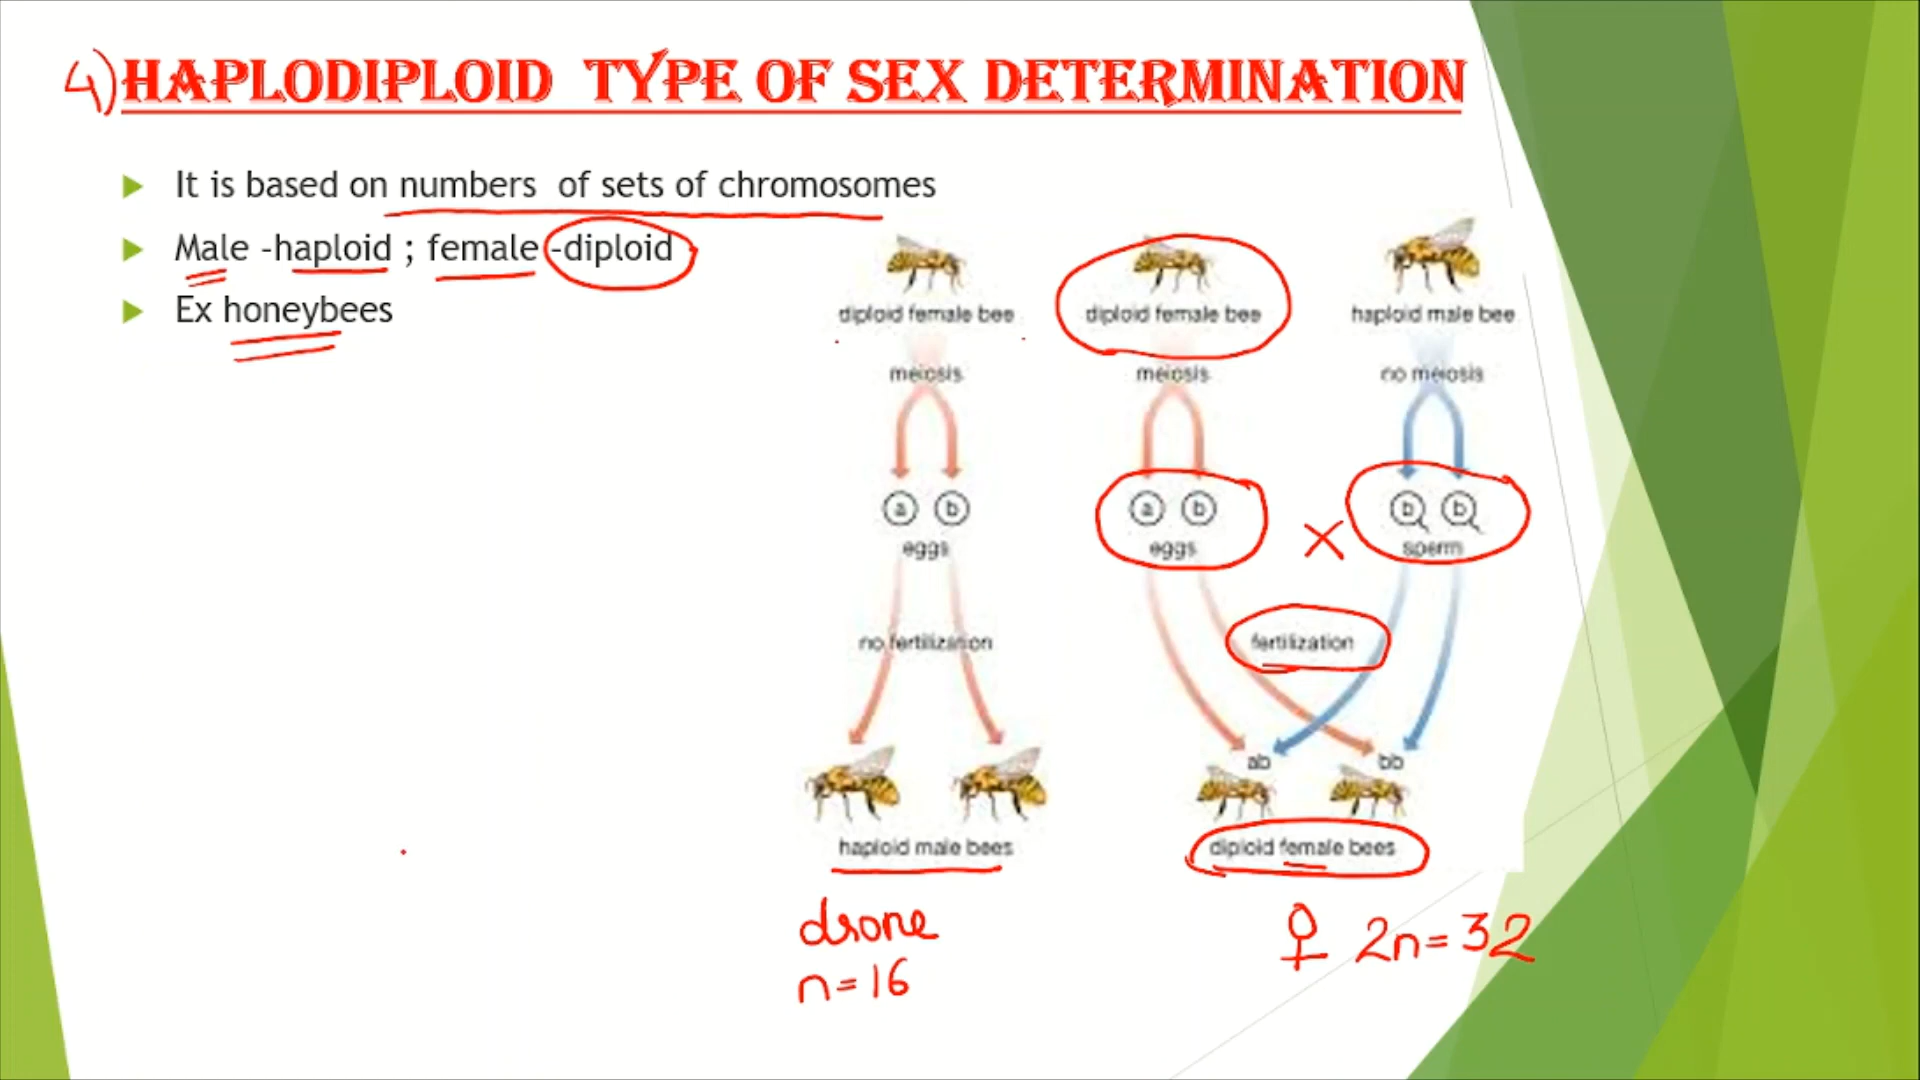 4) HAPLODIPLOID TYPE OF SEX DETERMINATION
It is based on numbers of sets of chromosomes
Male -haploid ; female -diploid
Ex honeybees
diploid female bee
diploid female bee
haploid male bee
meiosis
meiosis
no meiosis
a b
a b
b b
eggs
eggs
X
sperm
no fertilization
fertilization
ab
bb
haploid male bees
diploid female bees
drone
n=16
♀ 2n=32